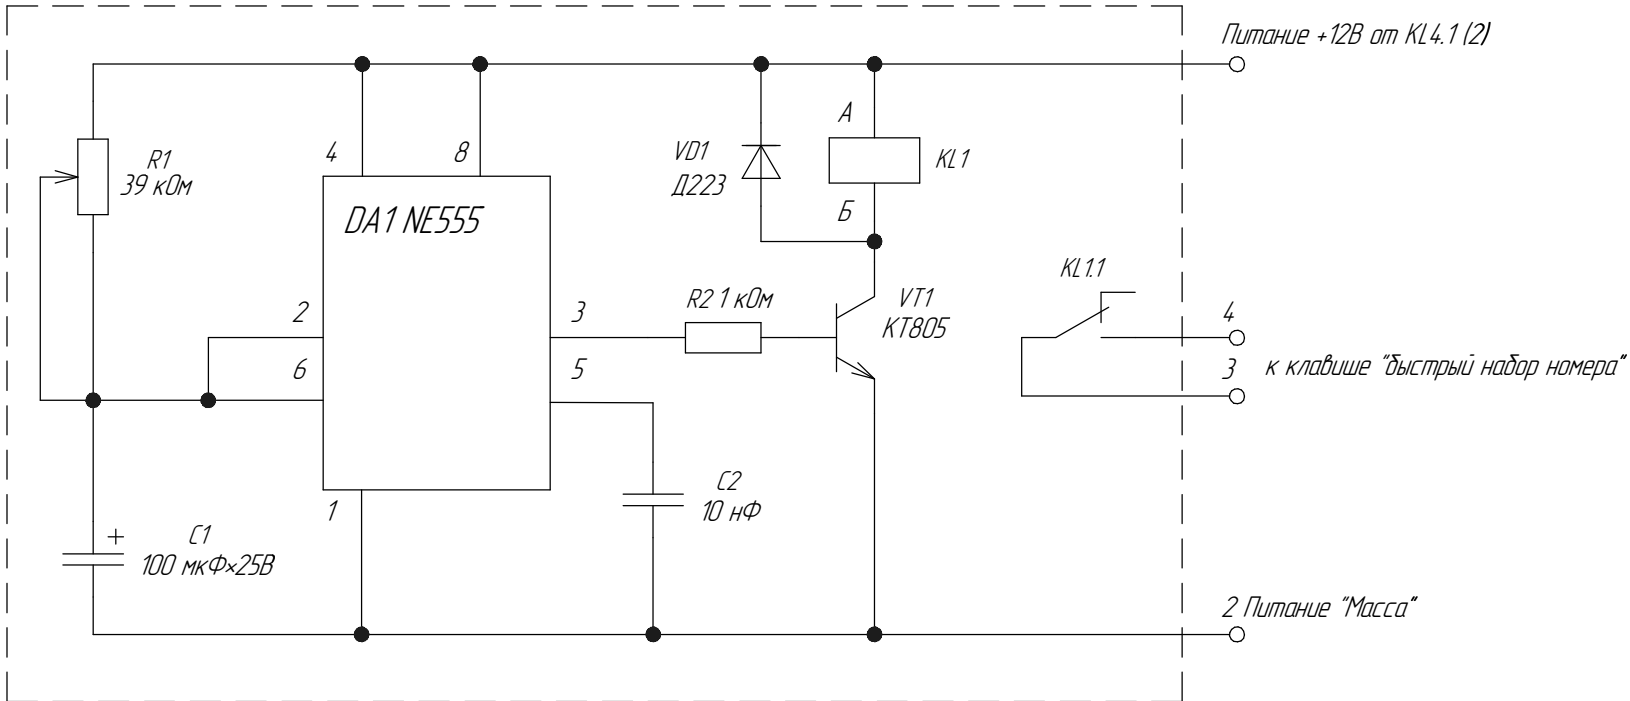 Питание +12В от KL4.1 (2)
А
4
8
VD1
Д223
KL1
R1
39 кОм
Б
DA1 NE555
KL1.1
2
3
R2 1 кОм
VT1
КТ805
4
6
5
3
к клавише "быстрый набор номера"
C2
10 нФ
1
+
C1
100 мкФ×25В
2 Питание "Масса"